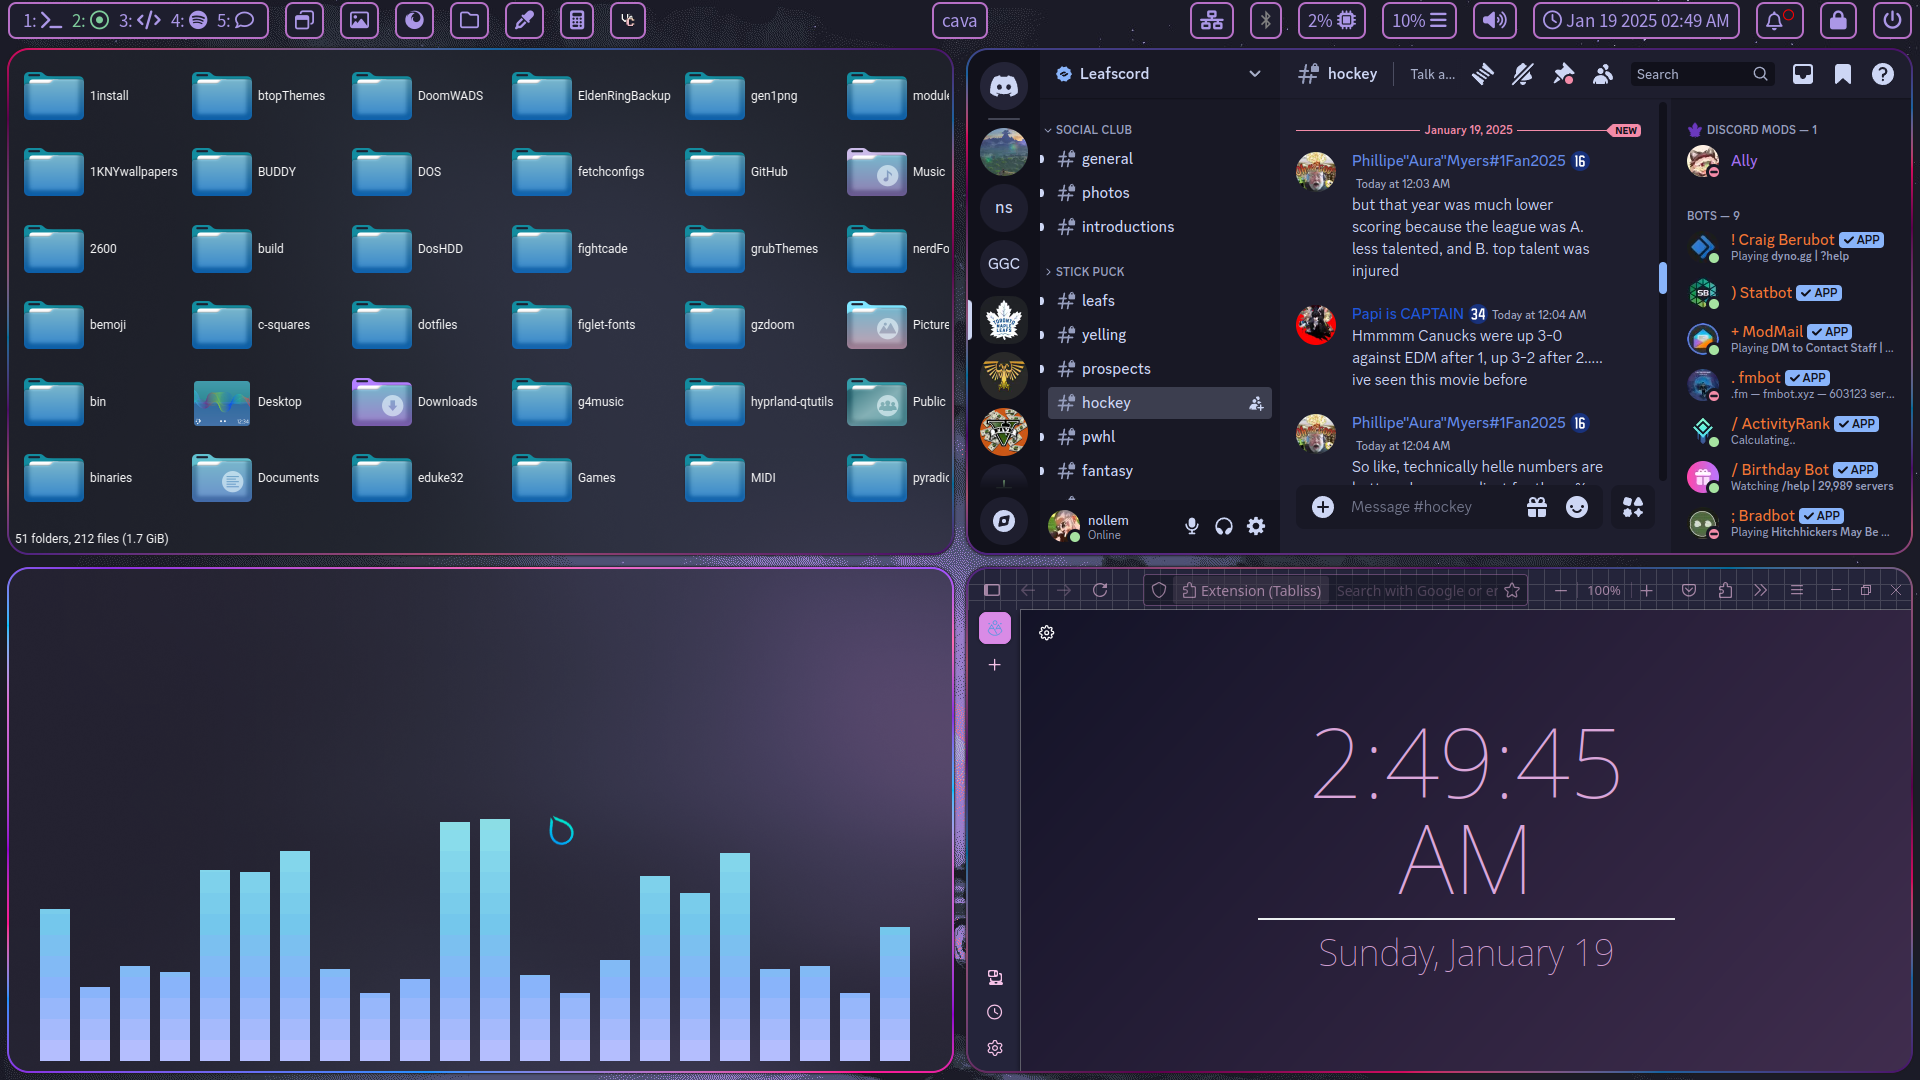 1: 2: 3: 4: 5:
cava
2% 10% Jan 19 2025 02:49 AM
1install btopThemes DoomWADS EldenRingBackup gen1png module
1KNYwallpapers BUDDY DOS fetchconfigs GitHub Music
2600 build DosHDD fightcade grubThemes nerdFo
bemoji c-squares dotfiles figlet-fonts gzdoom Picture
bin Desktop Downloads g4music hyprland-qtutils Public
binaries Documents eduke32 Games MIDI pyradic
51 folders, 212 files (1.7 GiB)
ns
GGC
Leafscord
SOCIAL CLUB
general
photos
introductions
STICK PUCK
leafs
yelling
prospects
hockey
pwhl
fantasy
nollem
Online
hockey Talk a... Search
January 19, 2025 NEW
Phillipe"Aura"Myers#1Fan2025 16
Today at 12:03 AM
but that year was much lower
scoring because the league was A.
less talented, and B. top talent was
injured
Papi is CAPTAIN 34 Today at 12:04 AM
Hmmmm Canucks were up 3-0
against EDM after 1, up 3-2 after 2.....
ive seen this movie before
Phillipe"Aura"Myers#1Fan2025 16
Today at 12:04 AM
So like, technically helle numbers are
Message #hockey
DISCORD MODS — 1
Ally
BOTS — 9
! Craig Berubot APP
Playing dyno.gg | ?help
SB
) Statbot APP
+ ModMail APP
Playing DM to Contact Staff | ...
. fmbot APP
.fm — fmbot.xyz — 603123 ser...
/ ActivityRank APP
Calculating..
/ Birthday Bot APP
Watching /help | 29,989 servers
; Bradbot APP
Playing Hitchhickers May Be ...
Extension (Tabliss) Search with Google or er 100%
2:49:45
AM
Sunday, January 19